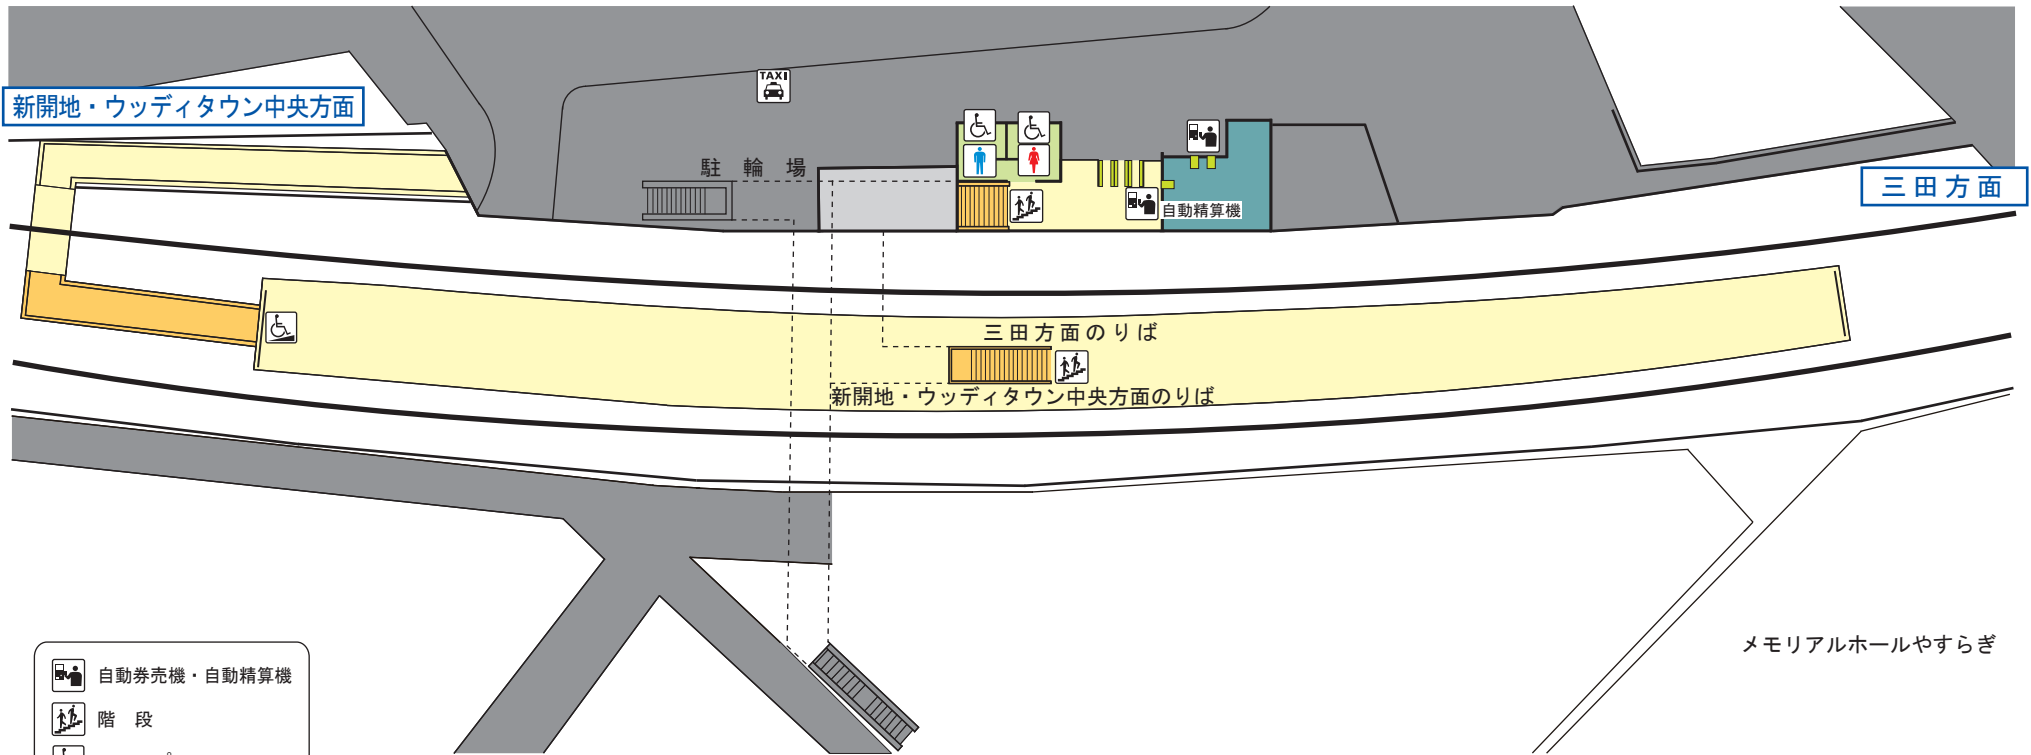 TAXI
新開地・ウッディタウン中央方面
駐輪場
三田方面
自動精算機
三田方面のりば
新開地・ウッディタウン中央方面のりば
メモリアルホールやすらぎ
自動券売機・自動精算機
階段